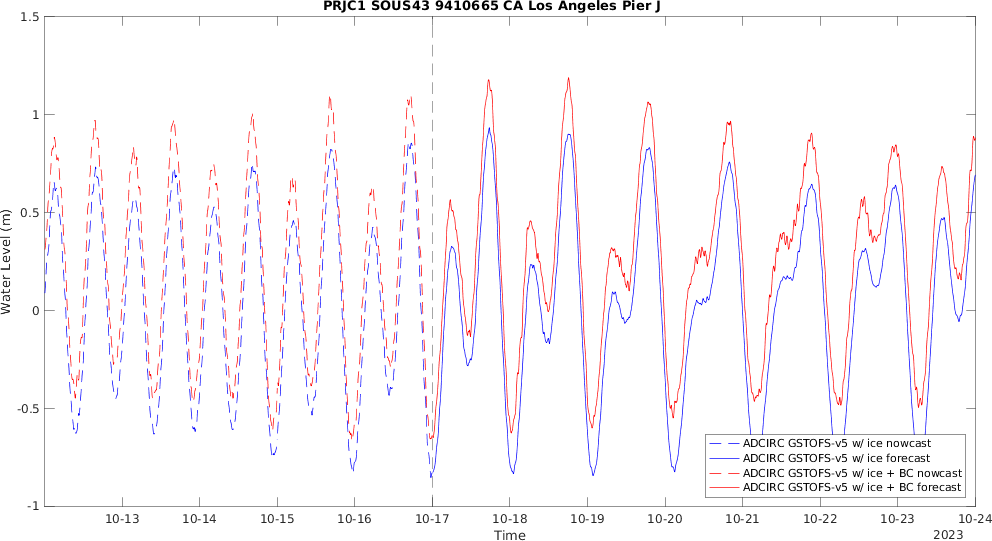 PRJC1 SOUS43 9410665 CA Los Angeles Pier J
Water Level (m)
1.5
1
0.5
0
-0.5
-1
10-13 10-14 10-15 10-16 10-17 10-18 10-19 10-20 10-21 10-22 10-23 10-24
Time
2023
ADCIRC GSTOFS-v5 w/ ice nowcast
ADCIRC GSTOFS-v5 w/ ice forecast
ADCIRC GSTOFS-v5 w/ ice + BC nowcast
ADCIRC GSTOFS-v5 w/ ice + BC forecast